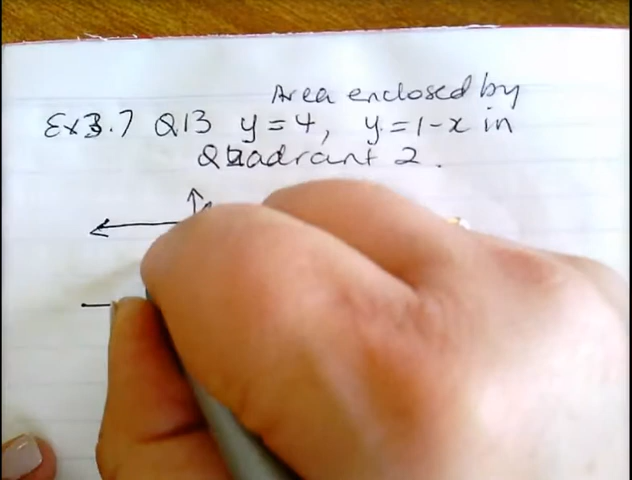 Area enclosed by
Ex3.7 Q13 y=4, y=1-x in
Quadrant 2.